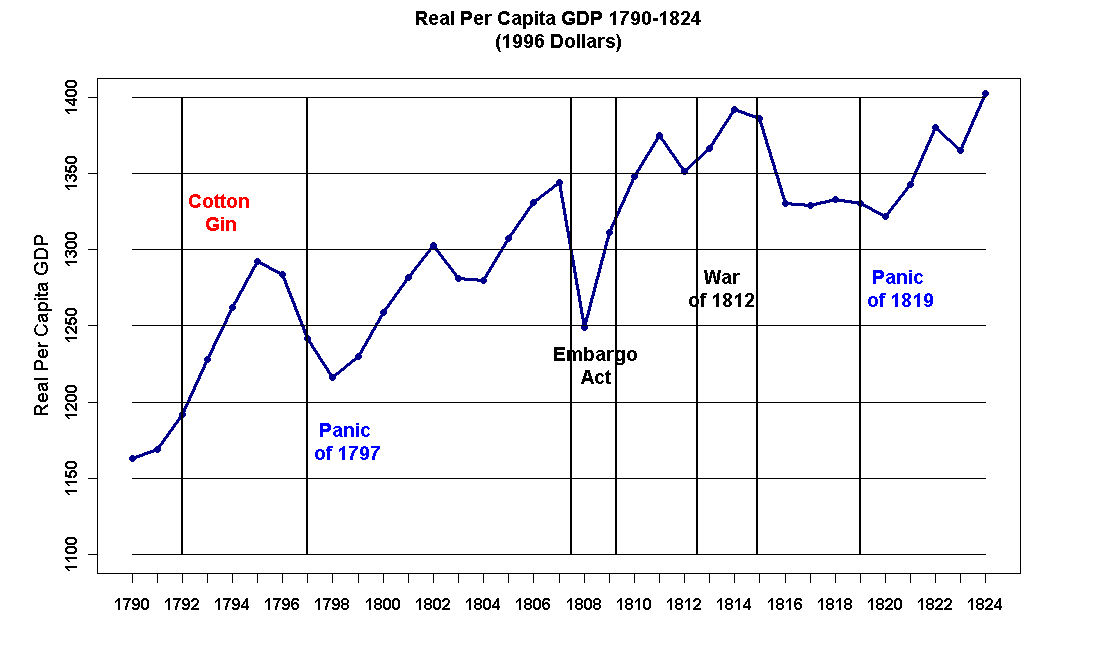 Real Per Capita GDP 1790-1824
(1996 Dollars)
Real Per Capita GDP
1400
1350
1300
1250
1200
1150
1100
Cotton
Gin
Panic
of 1797
Embargo
Act
War
of 1812
Panic
of 1819
1790 1792 1794 1796 1798 1800 1802 1804 1806 1808 1810 1812 1814 1816 1818 1820 1822 1824